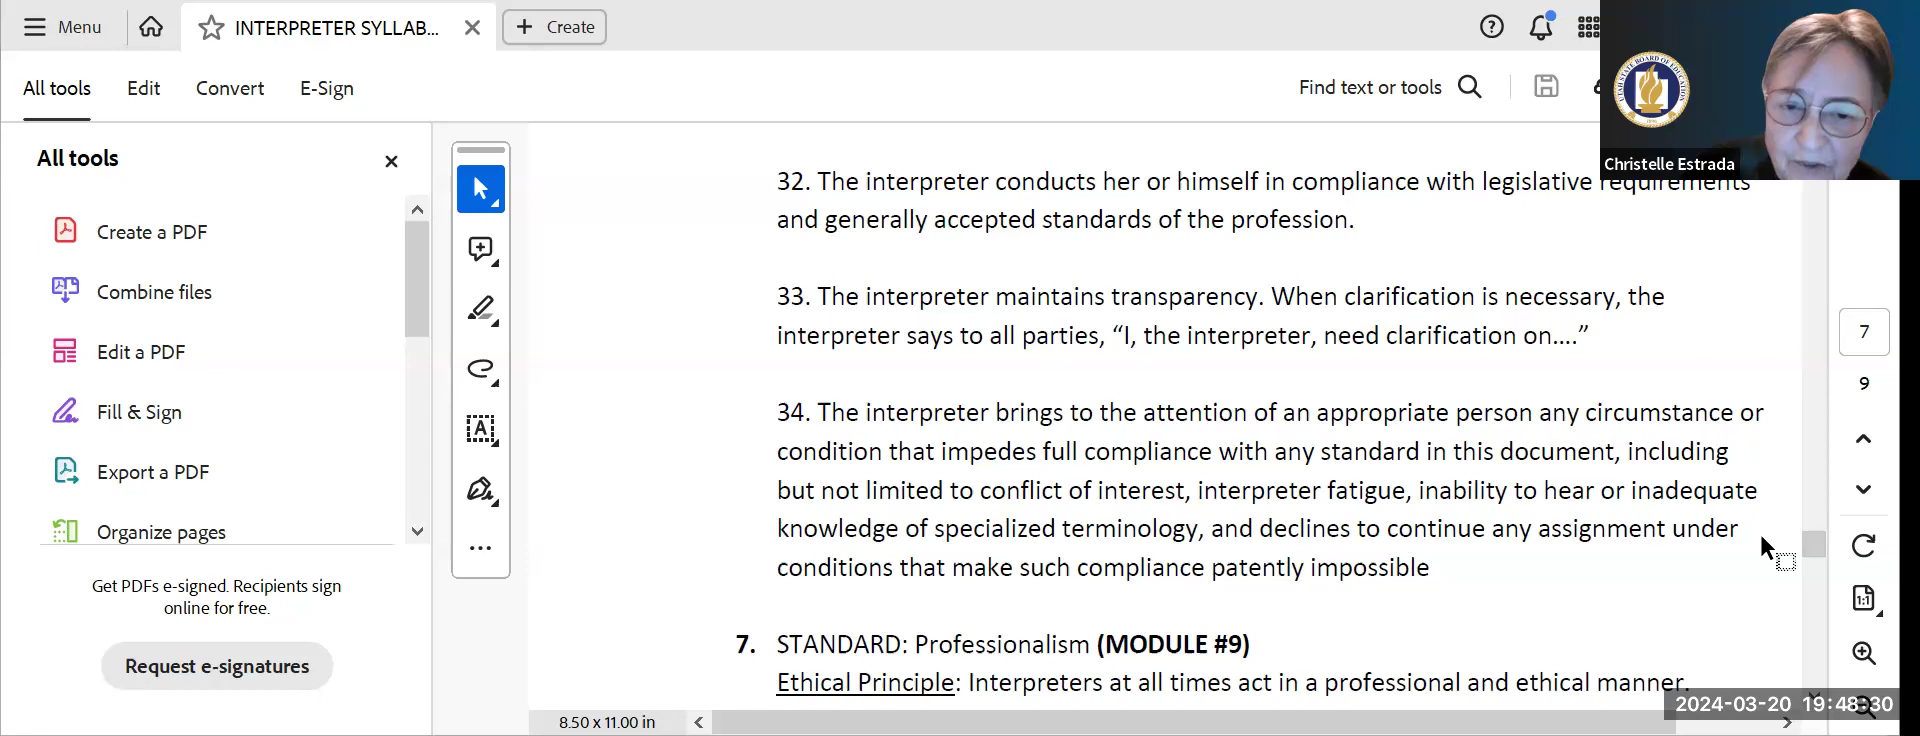 Menu
INTERPRETER SYLLAB...
Create
All tools
Edit
Convert
E-Sign
Find text or tools
UTAH STATE BOARD OF EDUCATION
Christelle Estrada
All tools
Create a PDF
Combine files
Edit a PDF
Fill & Sign
Export a PDF
Organize pages
Get PDFs e-signed. Recipients sign
online for free.
Request e-signatures
32. The interpreter conducts her or himself in compliance with legislative requirements
and generally accepted standards of the profession.
33. The interpreter maintains transparency. When clarification is necessary, the
interpreter says to all parties, “I, the interpreter, need clarification on....”
34. The interpreter brings to the attention of an appropriate person any circumstance or
condition that impedes full compliance with any standard in this document, including
but not limited to conflict of interest, interpreter fatigue, inability to hear or inadequate
knowledge of specialized terminology, and declines to continue any assignment under
conditions that make such compliance patently impossible
7. STANDARD: Professionalism (MODULE #9)
Ethical Principle: Interpreters at all times act in a professional and ethical manner.
8.50 x 11.00 in
7
9
1:1
2024-03-20 19:48:30